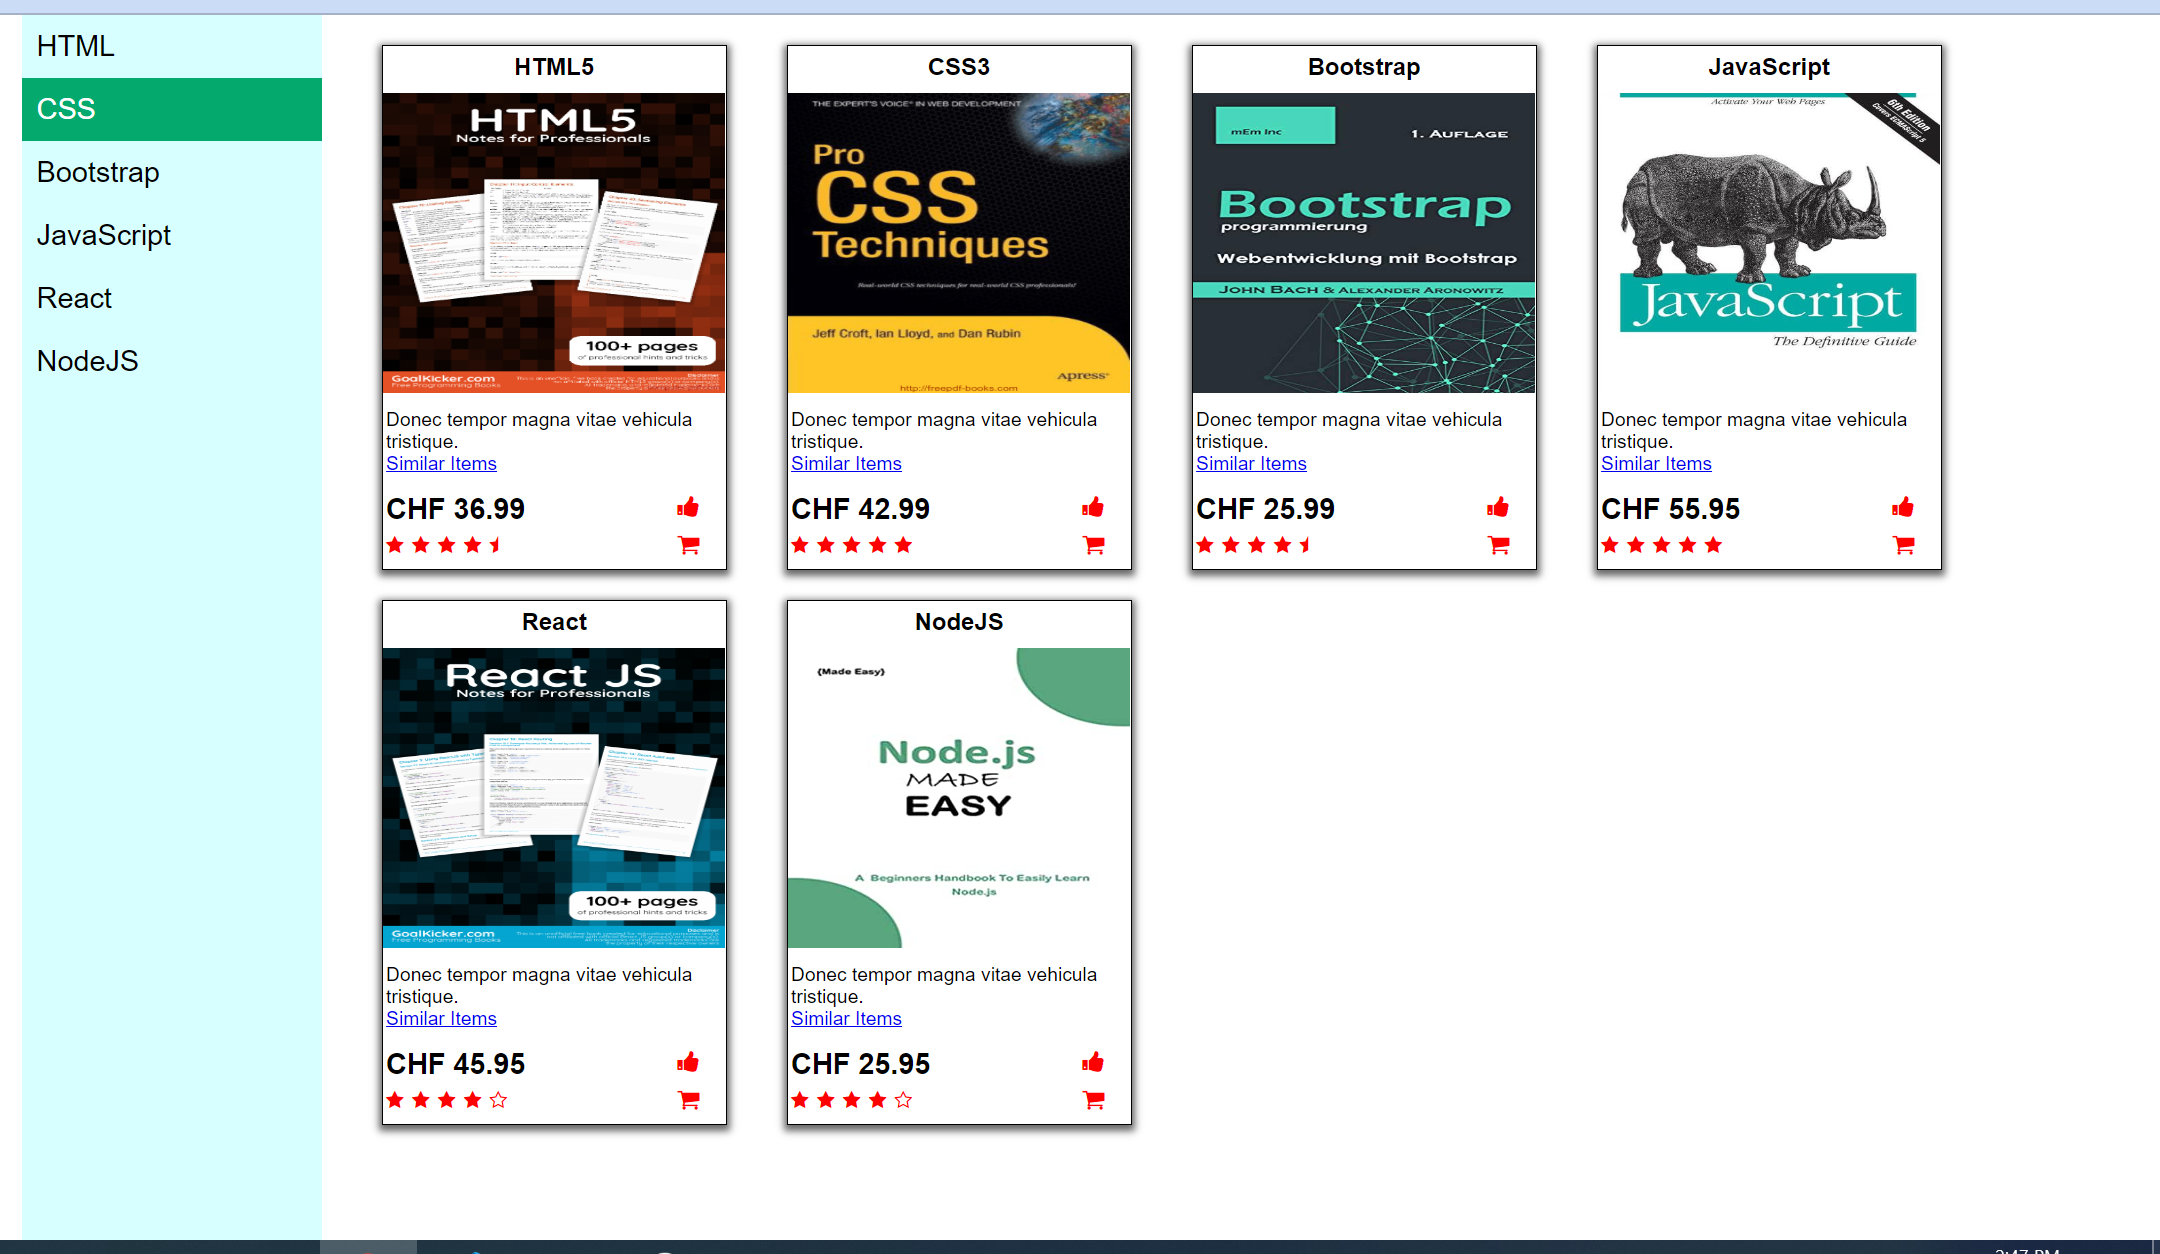 HTML
CSS
Bootstrap
JavaScript
React
NodeJS
HTML5
HTML5
Notes for Professionals
100+ pages
of professional hints and tricks
GoalKicker.com
Free Programming Books
Disclaimer
Donec tempor magna vitae vehicula
tristique.
Similar Items
CHF 36.99
CSS3
THE EXPERT'S VOICE® IN WEB DEVELOPMENT
Pro
CSS
Techniques
Real-world CSS techniques for real-world CSS professionals!
Jeff Croft, Ian Lloyd, and Dan Rubin
Apress®
http://freepdf-books.com
Donec tempor magna vitae vehicula
tristique.
Similar Items
CHF 42.99
Bootstrap
mEm Inc
1. AUFLAGE
Bootstrap
programmierung
Webentwicklung mit Bootstrap
JOHN BACH & ALEXANDER ARONOWITZ
Donec tempor magna vitae vehicula
tristique.
Similar Items
CHF 25.99
JavaScript
Activate Your Web Pages
6th Edition
Covers ECMAScript 5
JavaScript
The Definitive Guide
Donec tempor magna vitae vehicula
tristique.
Similar Items
CHF 55.95
React
React JS
Notes for Professionals
100+ pages
of professional hints and tricks
GoalKicker.com
Free Programming Books
Disclaimer
Donec tempor magna vitae vehicula
tristique.
Similar Items
CHF 45.95
NodeJS
{Made Easy}
Node.js
MADE
EASY
A Beginners Handbook To Easily Learn
Node.js
Donec tempor magna vitae vehicula
tristique.
Similar Items
CHF 25.95